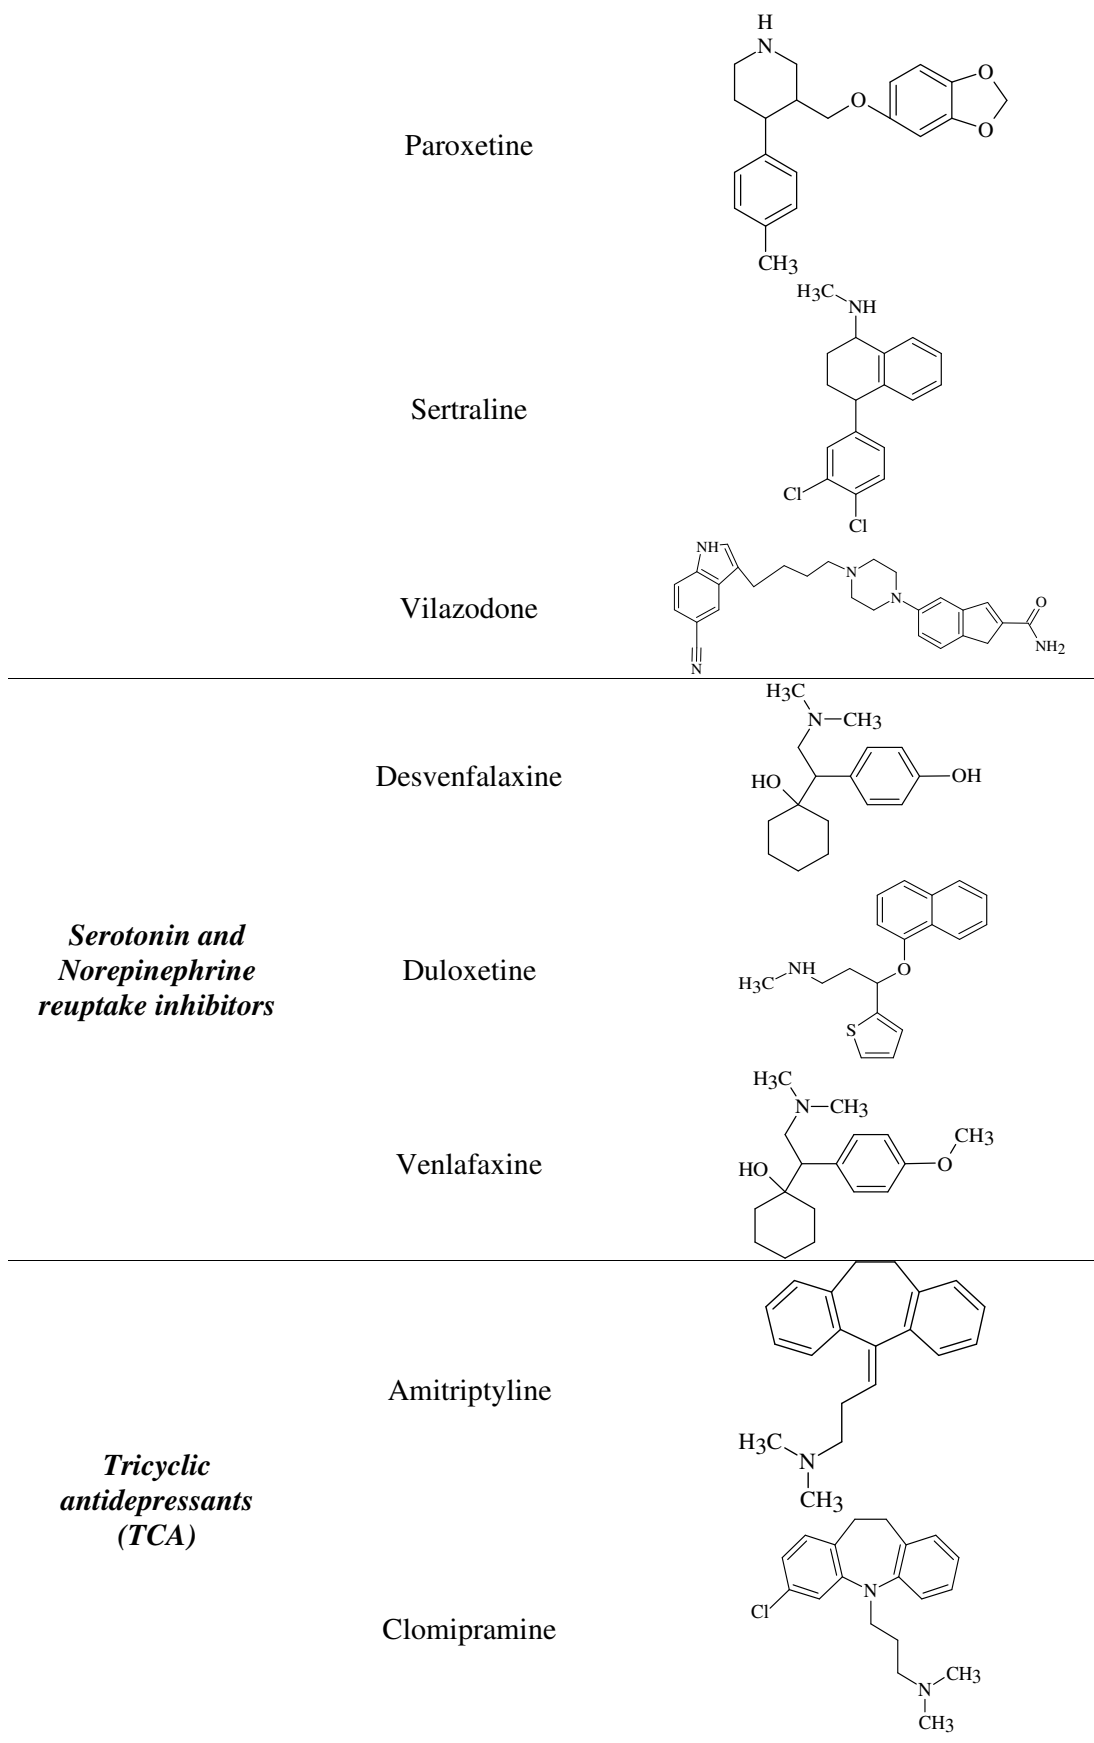 H
N
O
O
O
Paroxetine
CH3
H3C
NH
Sertraline
Cl
Cl
NH
N
N
O
NH2
Vilazodone
N
H3C
N CH3
Desvenfalaxine
HO
OH
Serotonin and
Norepinephrine
reuptake inhibitors
Duloxetine
H3C NH
O
S
H3C
N CH3
Venlafaxine
HO
O CH3
Amitriptyline
H3C N
CH3
Tricyclic
antidepressants
(TCA)
Cl
N
Clomipramine
N CH3
CH3